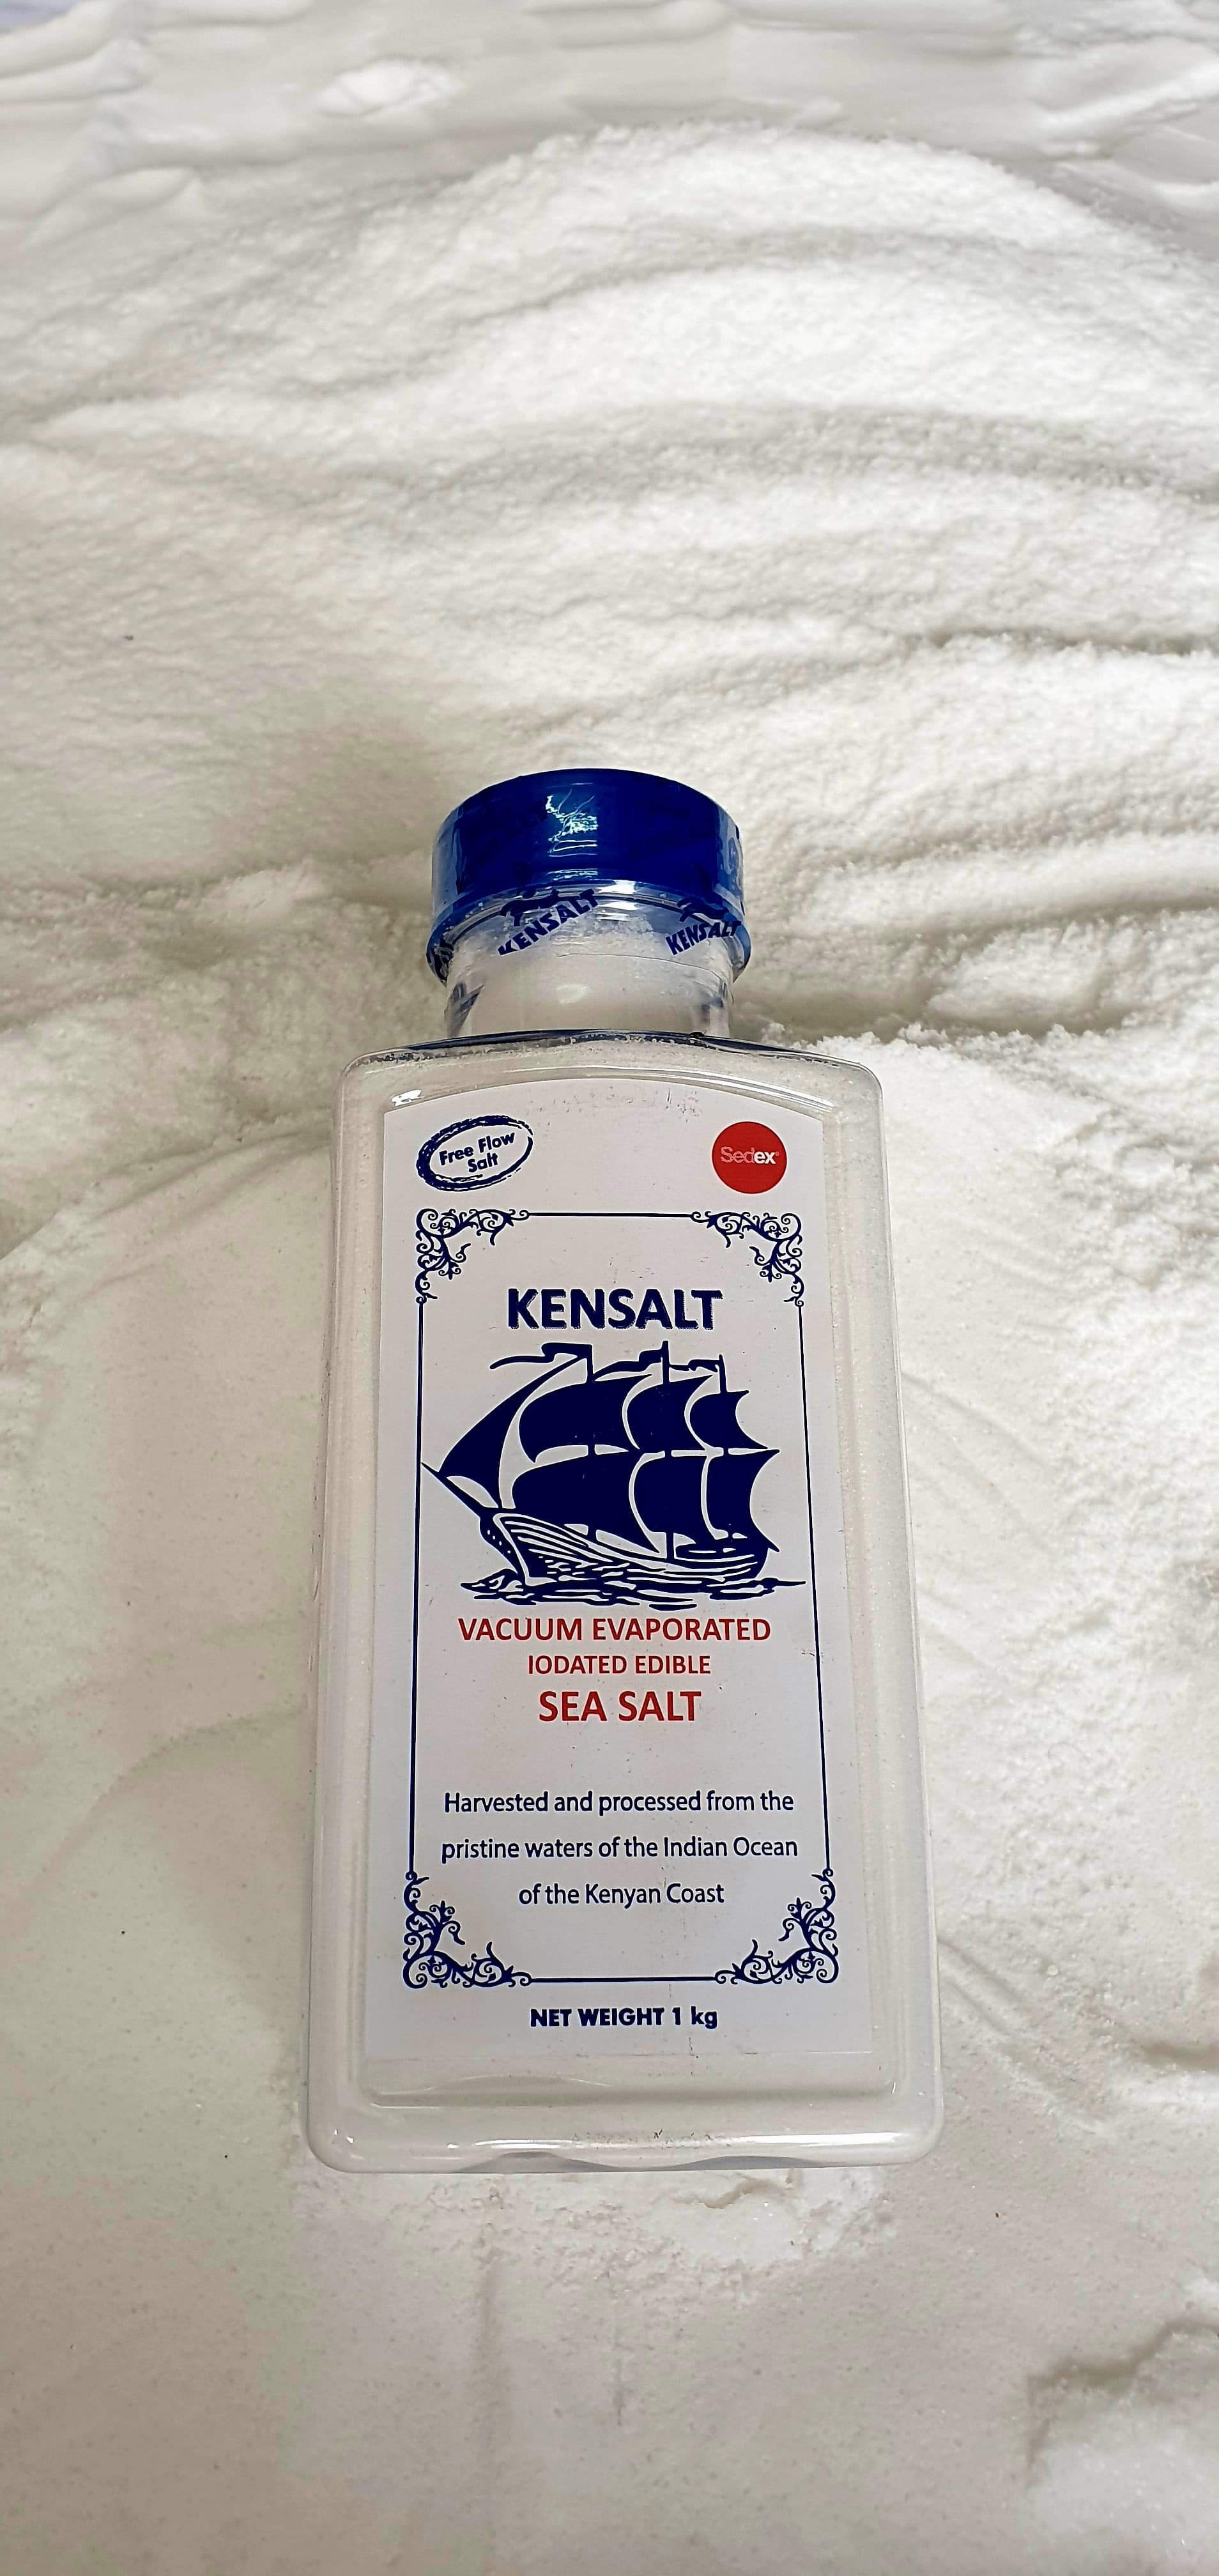 KENSALT
KENSALT
Free Flow
Salt
Sedex
KENSALT
VACUUM EVAPORATED
IODATED EDIBLE
SEA SALT
Harvested and processed from the
pristine waters of the Indian Ocean
of the Kenyan Coast
NET WEIGHT 1 kg